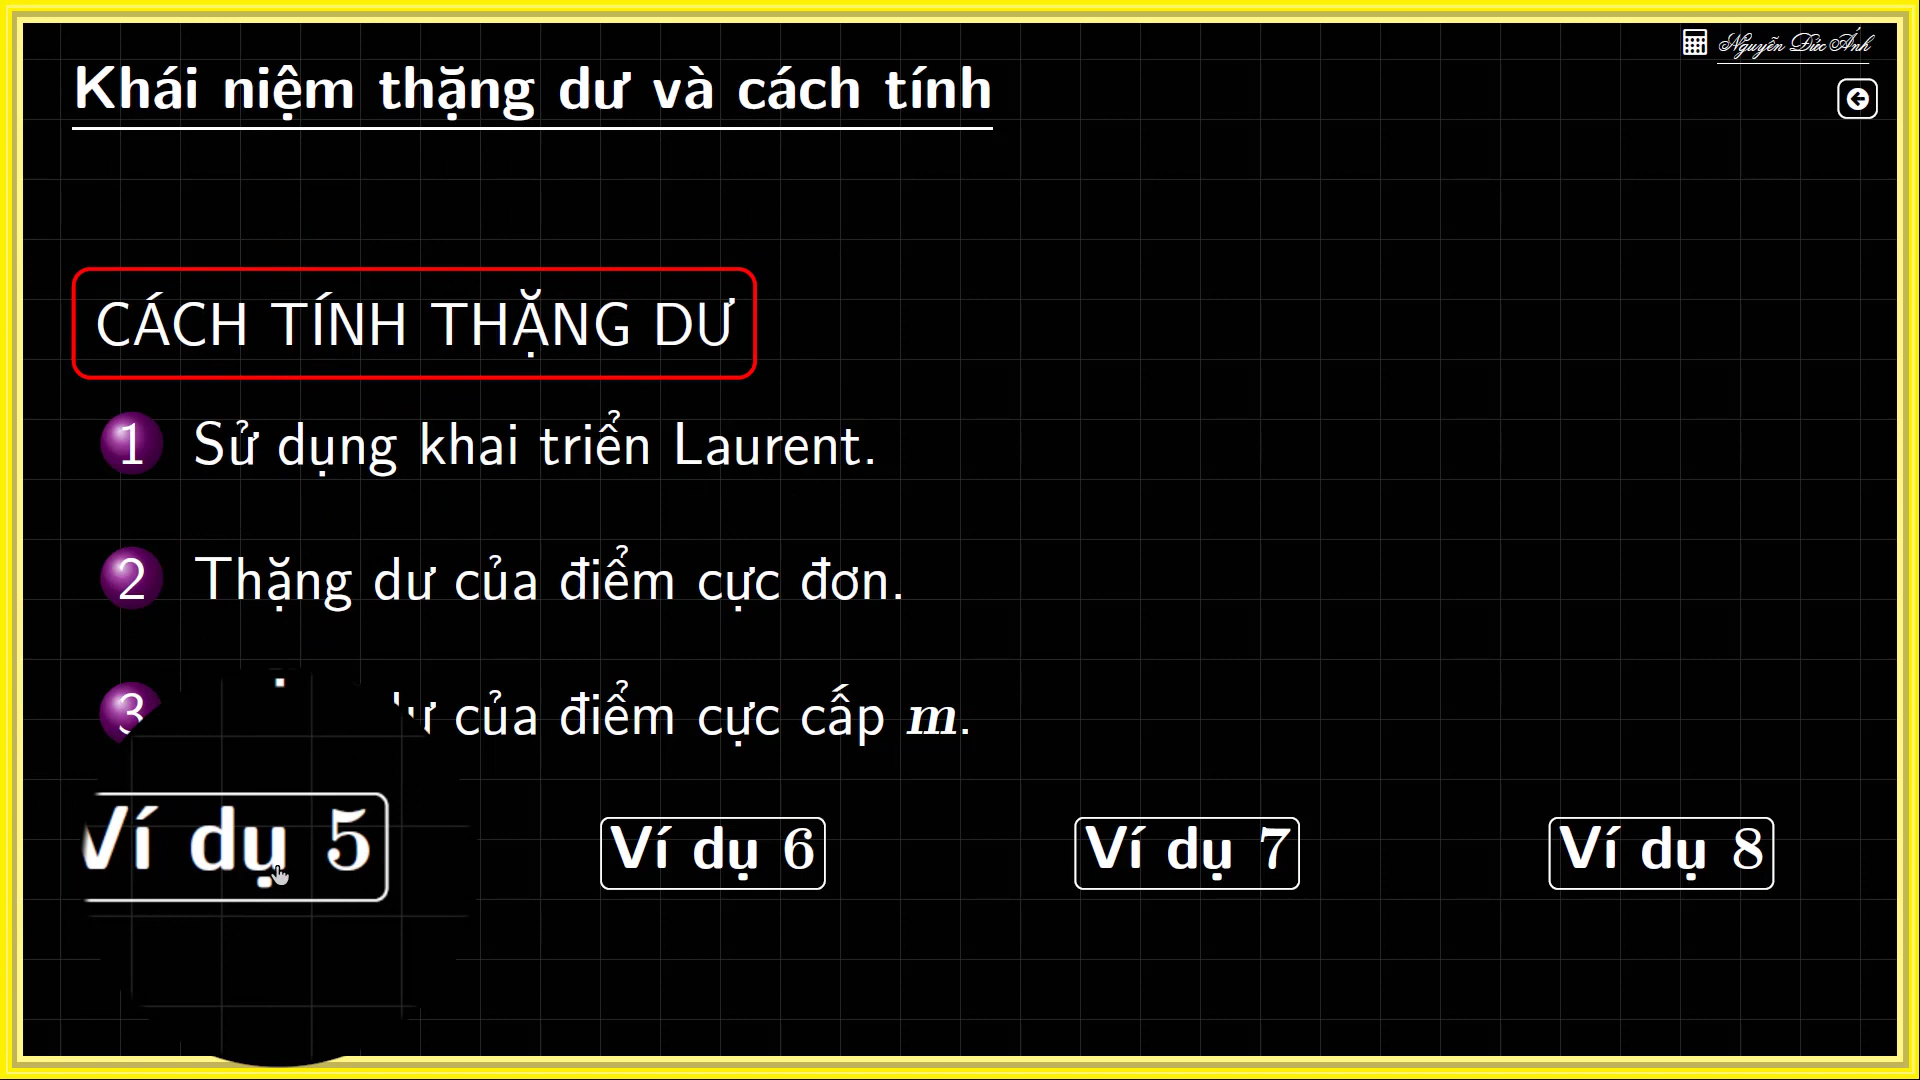 Nguyễn Đức Ánh
Khái niệm thặng dư và cách tính
CÁCH TÍNH THẶNG DƯ
1 Sử dụng khai triển Laurent.
2 Thặng dư của điểm cực đơn.
3 dư của điểm cực cấp m.
Ví dụ 5 Ví dụ 6 Ví dụ 7 Ví dụ 8